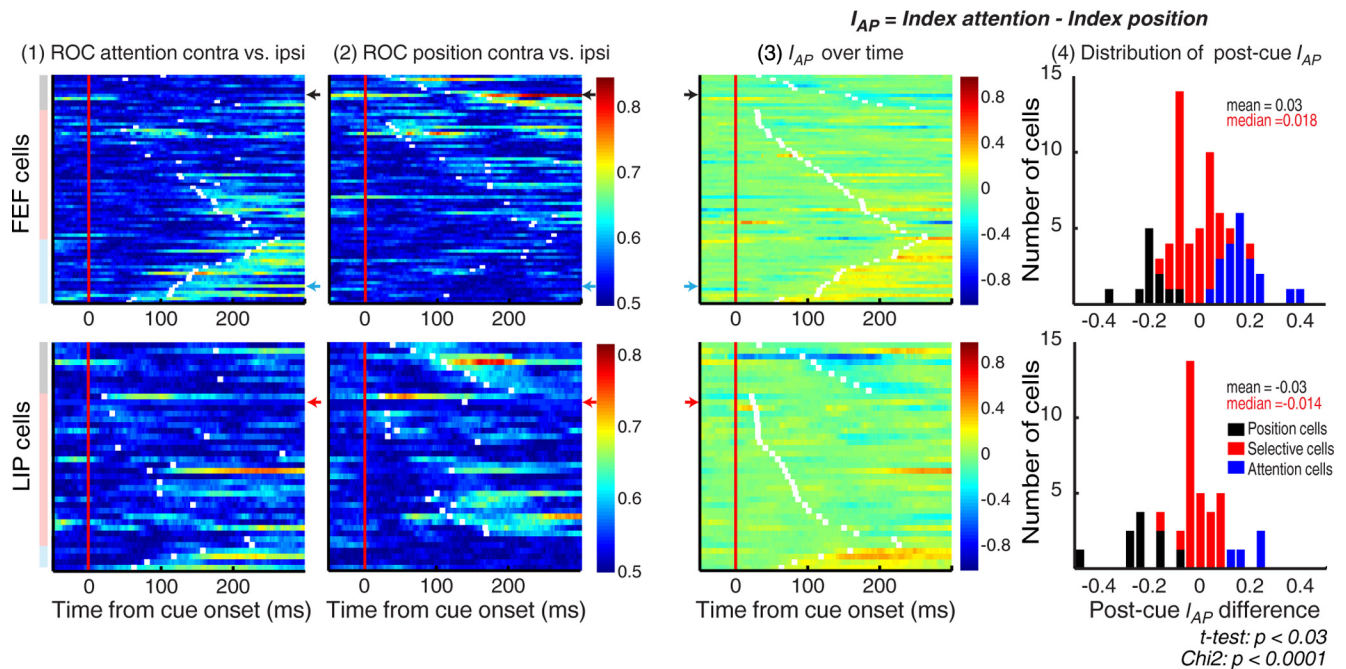 I_AP = Index attention - Index position
(1) ROC attention contra vs. ipsi
(2) ROC position contra vs. ipsi
(3) I_AP over time
(4) Distribution of post-cue I_AP
FEF cells
0 100 200
0 100 200
0.8
0.7
0.6
0.5
0 100 200
0.8
0.4
0
-0.4
-0.8
Number of cells
15
10
5
mean = 0.03
median =0.018
-0.4 -0.2 0 0.2 0.4
LIP cells
0 100 200
Time from cue onset (ms)
0 100 200
Time from cue onset (ms)
0.8
0.7
0.6
0.5
0 100 200
Time from cue onset (ms)
0.8
0.4
0
-0.4
-0.8
Number of cells
15
10
5
mean = -0.03
median =-0.014
Position cells
Selective cells
Attention cells
-0.4 -0.2 0 0.2 0.4
Post-cue I_AP difference
t-test: p < 0.03
Chi2: p < 0.0001